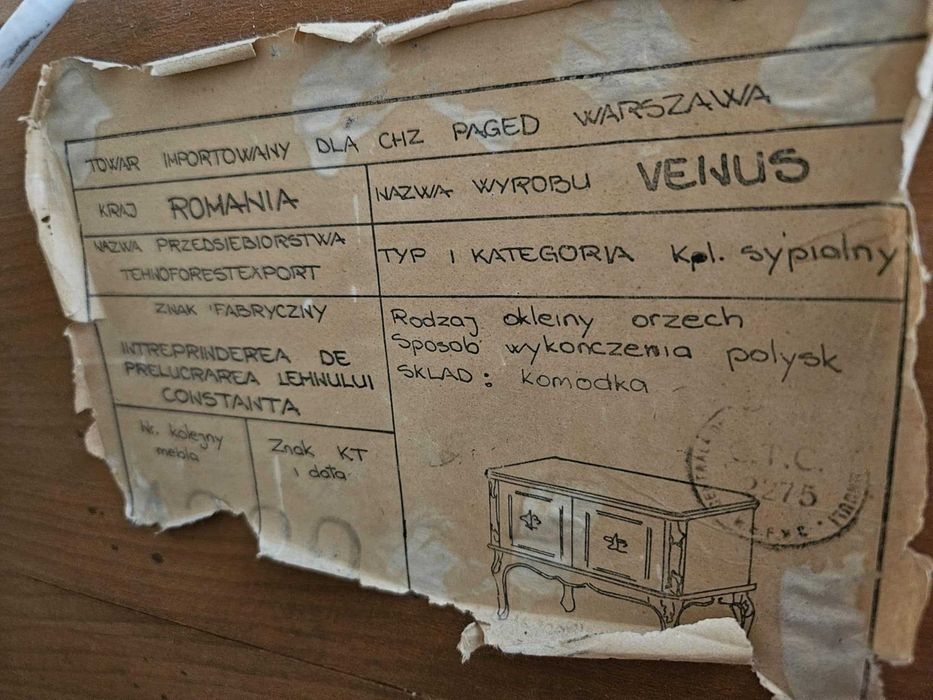 TOWAR IMPORTOWANY DLA CHZ PAGED WARSZAWA
KRAJ ROMANIA
NAZWA WYROBU VENUS
NAZWA PRZEDSIEBIORSTWA
TEHNOFORESTEXPORT
TYP I KATEGORIA kpl. sypialny
ZNAK FABRYCZNY
INTREPRINDEREA DE
PRELUCRAREA LEMNULUI
CONSTANTA
Rodzaj okleiny orzech
Sposob wykończenia polysk
SKLAD: komodka
Nr. kolejny
mebla
Znak KT
i data